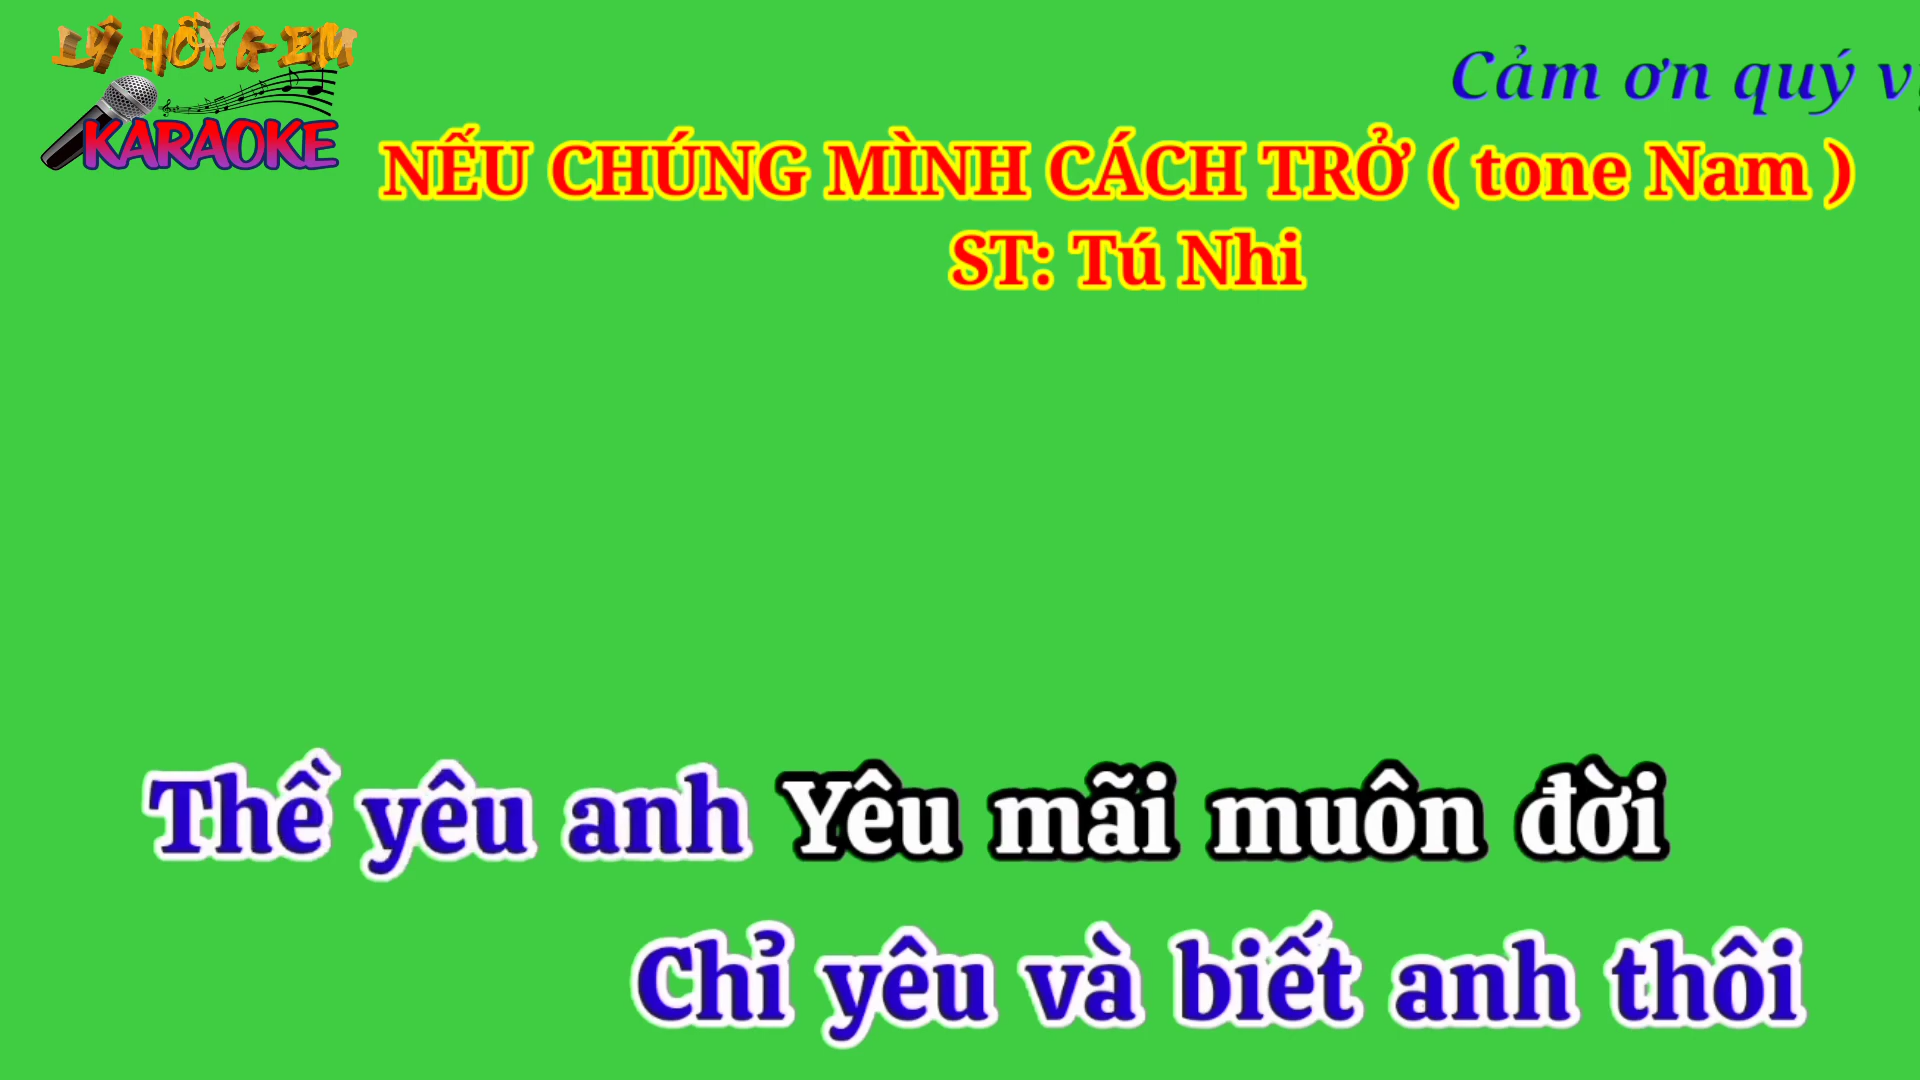 LÝ HỒNG EM
KARAOKE
Cảm ơn quý vị
NẾU CHÚNG MÌNH CÁCH TRỞ ( tone Nam )
ST: Tú Nhi
Thề yêu anh Yêu mãi muôn đời
Chỉ yêu và biết anh thôi